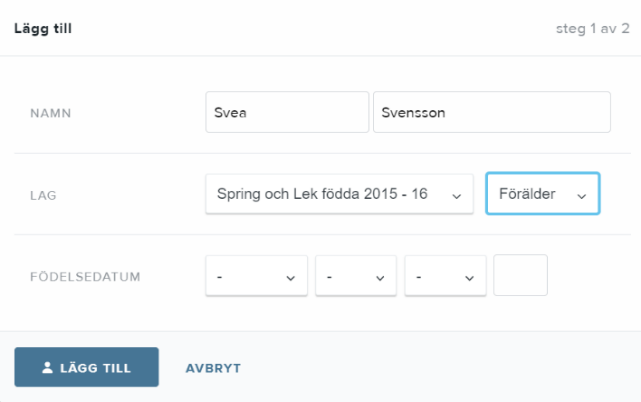 Lägg till steg 1 av 2
NAMN Svea Svensson
LAG Spring och Lek födda 2015 - 16 Förälder
FÖDELSEDATUM - - -
LÄGG TILL AVBRYT